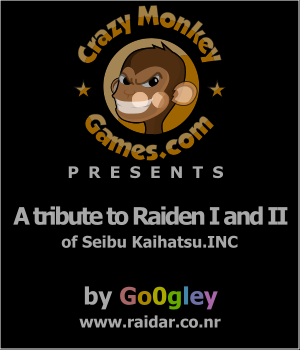 Crazy Monkey
Games.com
PRESENTS
A tribute to Raiden I and II
of Seibu Kaihatsu.INC
by Go0gley
www.raidar.co.nr